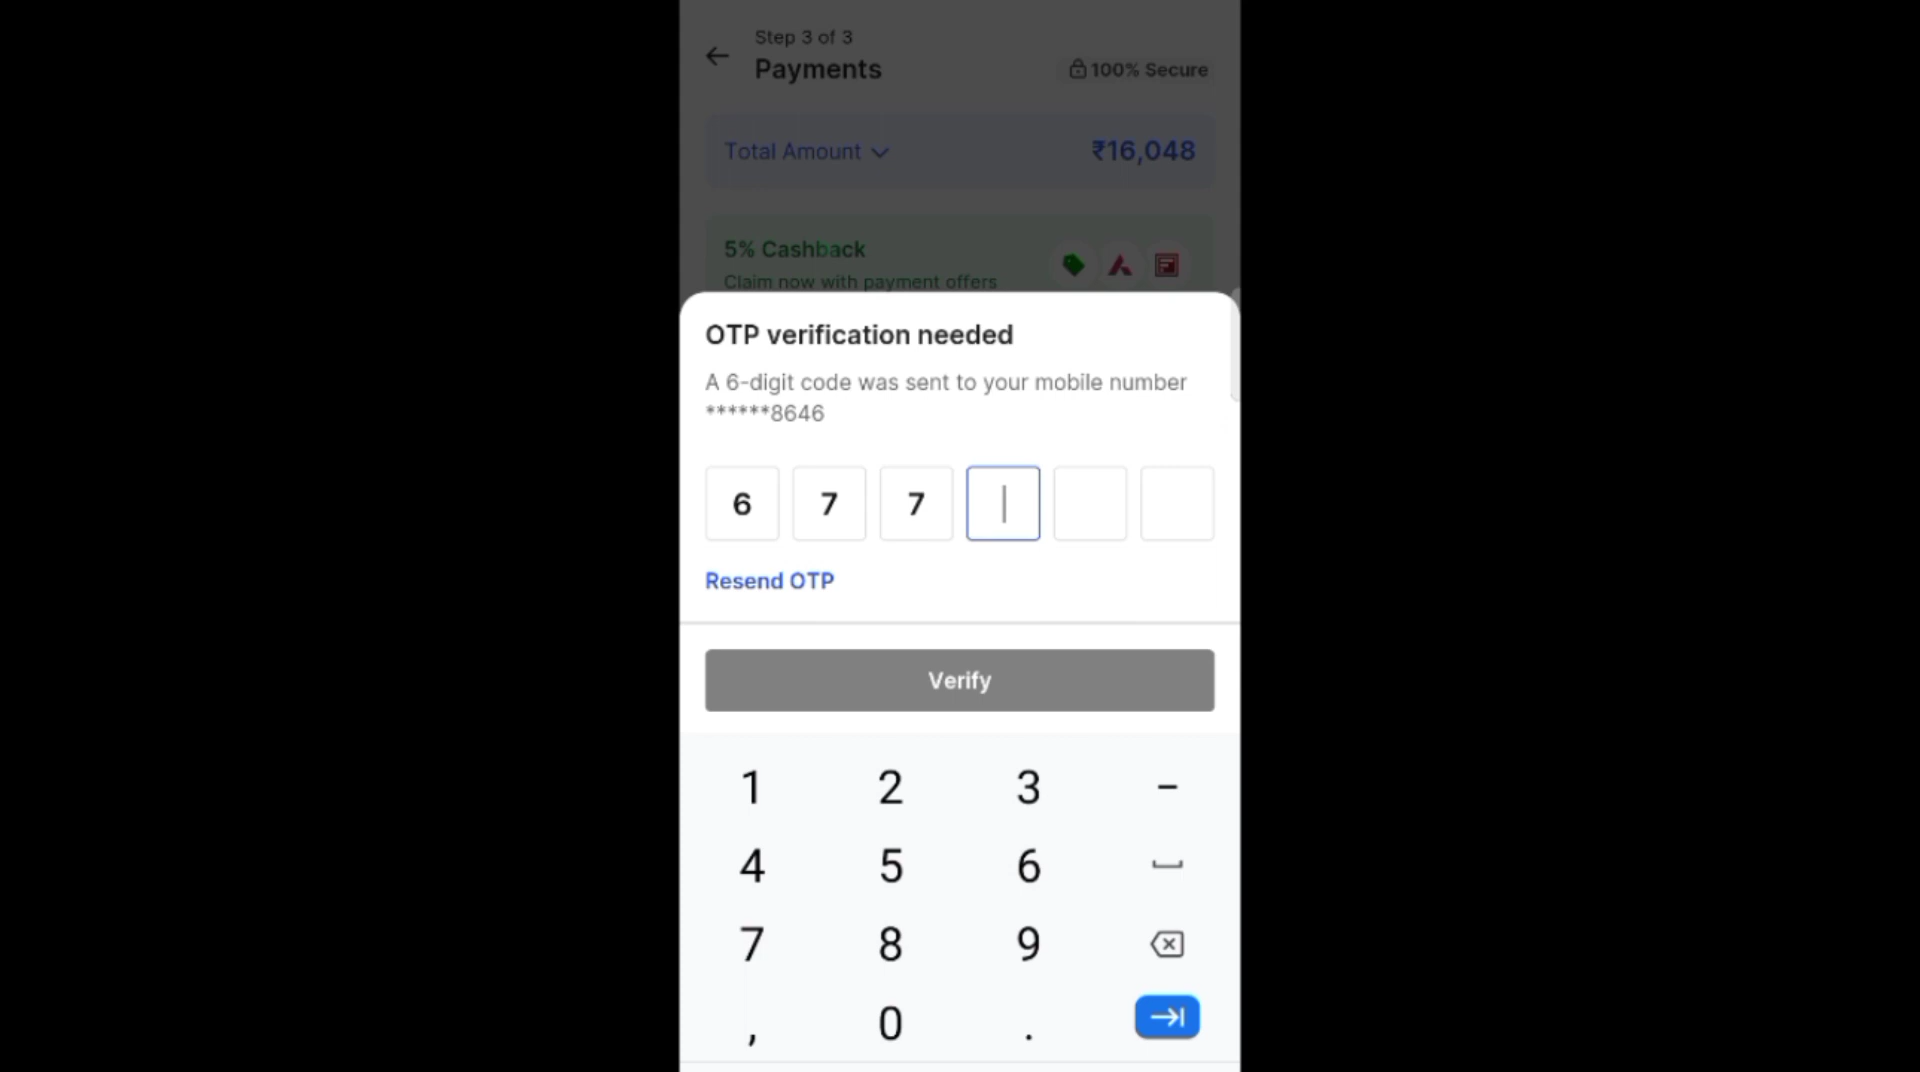 Step 3 of 3
Payments
100% Secure
Total Amount
₹16,048
5% Cashback
Claim now with payment offers
OTP verification needed
A 6-digit code was sent to your mobile number
******8646
6 7 7
Resend OTP
Verify
1 2 3 -
4 5 6
7 8 9
, 0 .